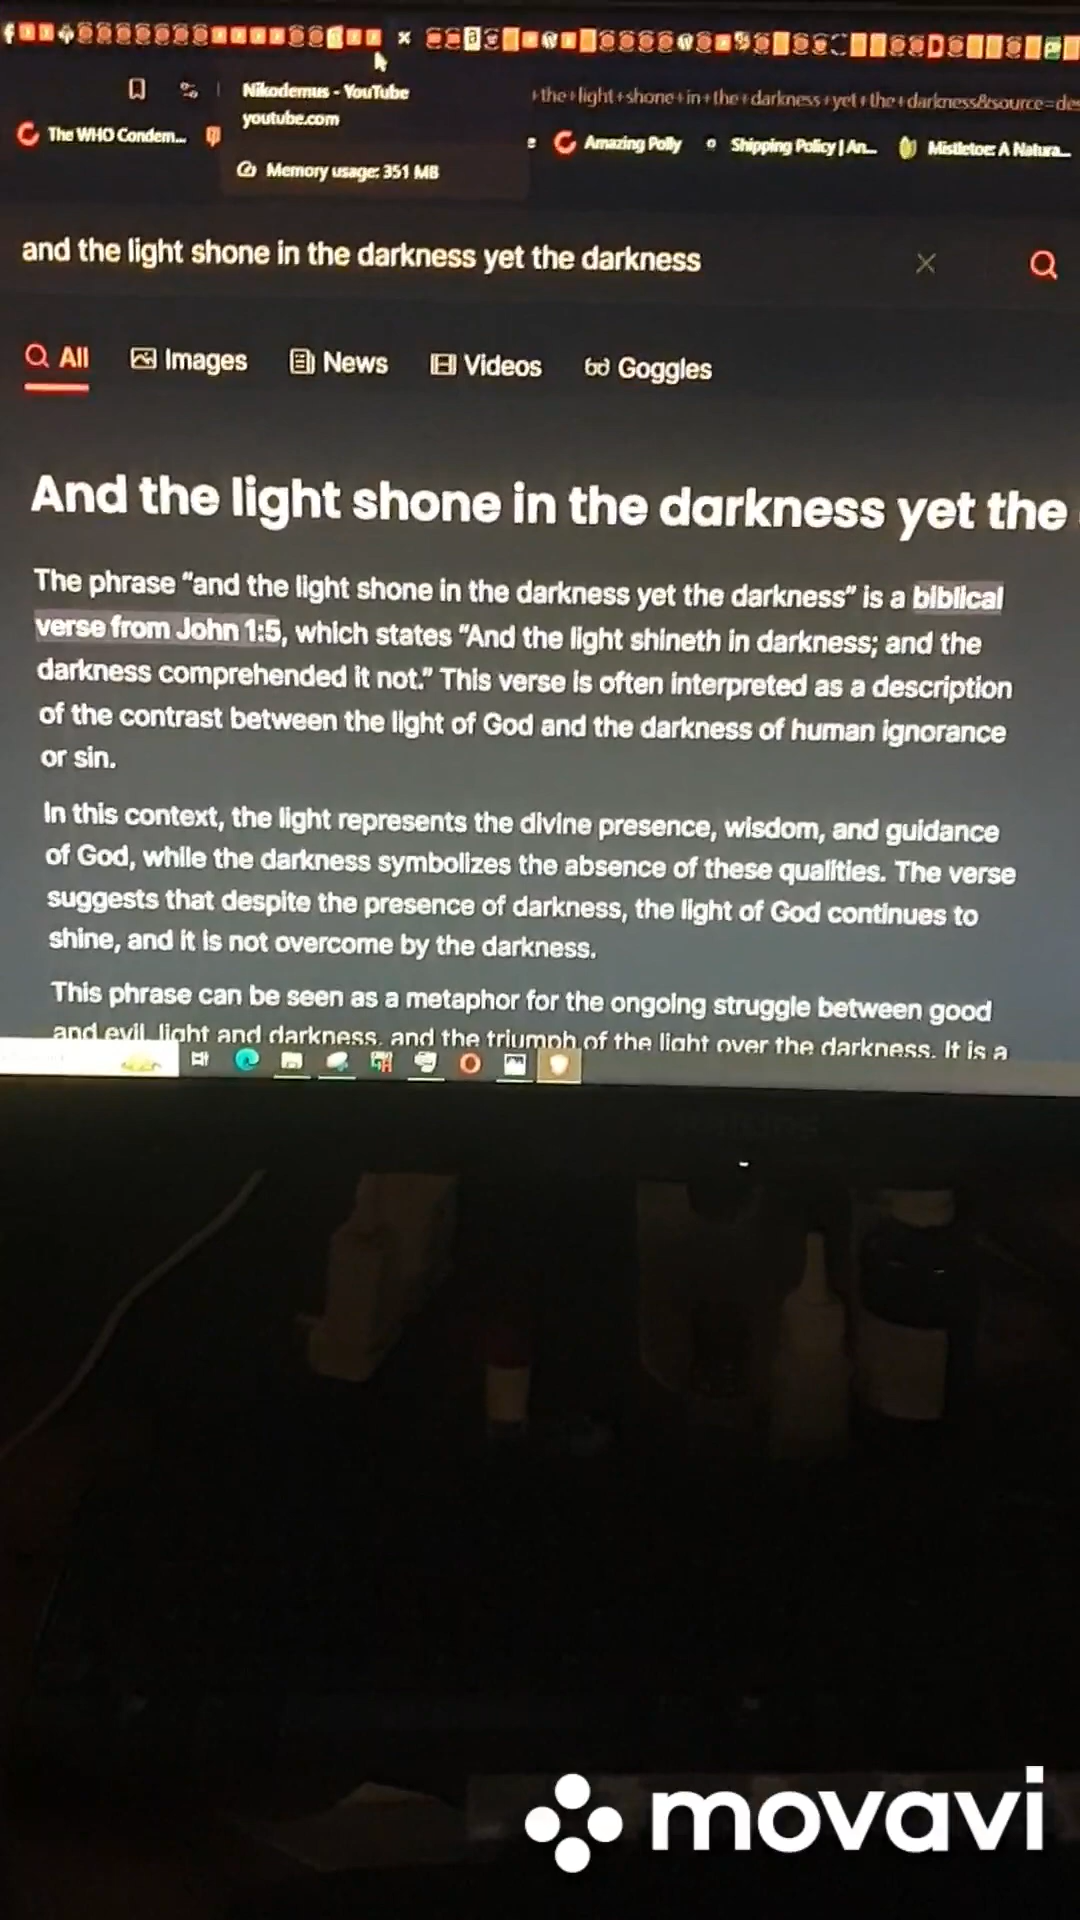 Nikodemus - YouTube
youtube.com
+the+light+shone+in+the+darkness+yet+the+darkness&source=des
The WHO Condem...
Amazing Polly
Shipping Policy | An...
Mistletoe: A Natura...
Memory usage: 351 MB
and the light shone in the darkness yet the darkness
All
Images
News
Videos
Goggles
And the light shone in the darkness yet the
The phrase "and the light shone in the darkness yet the darkness" is a biblical
verse from John 1:5, which states "And the light shineth in darkness; and the
darkness comprehended it not." This verse is often interpreted as a description
of the contrast between the light of God and the darkness of human ignorance
or sin.
In this context, the light represents the divine presence, wisdom, and guidance
of God, while the darkness symbolizes the absence of these qualities. The verse
suggests that despite the presence of darkness, the light of God continues to
shine, and it is not overcome by the darkness.
This phrase can be seen as a metaphor for the ongoing struggle between good
and evil, light and darkness, and the triumph of the light over the darkness. It is a
movavi